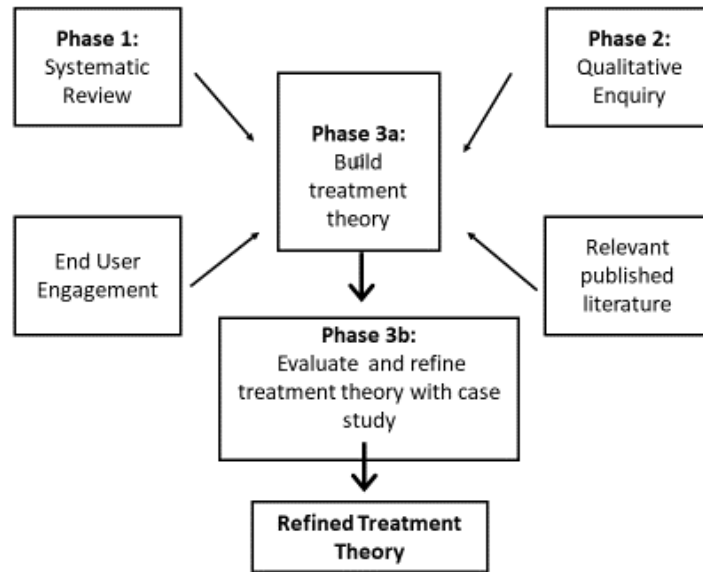 Phase 1:
Systematic
Review
Phase 2:
Qualitative
Enquiry
Phase 3a:
Build
treatment
theory
End User
Engagement
Relevant
published
literature
Phase 3b:
Evaluate and refine
treatment theory with case
study
Refined Treatment
Theory